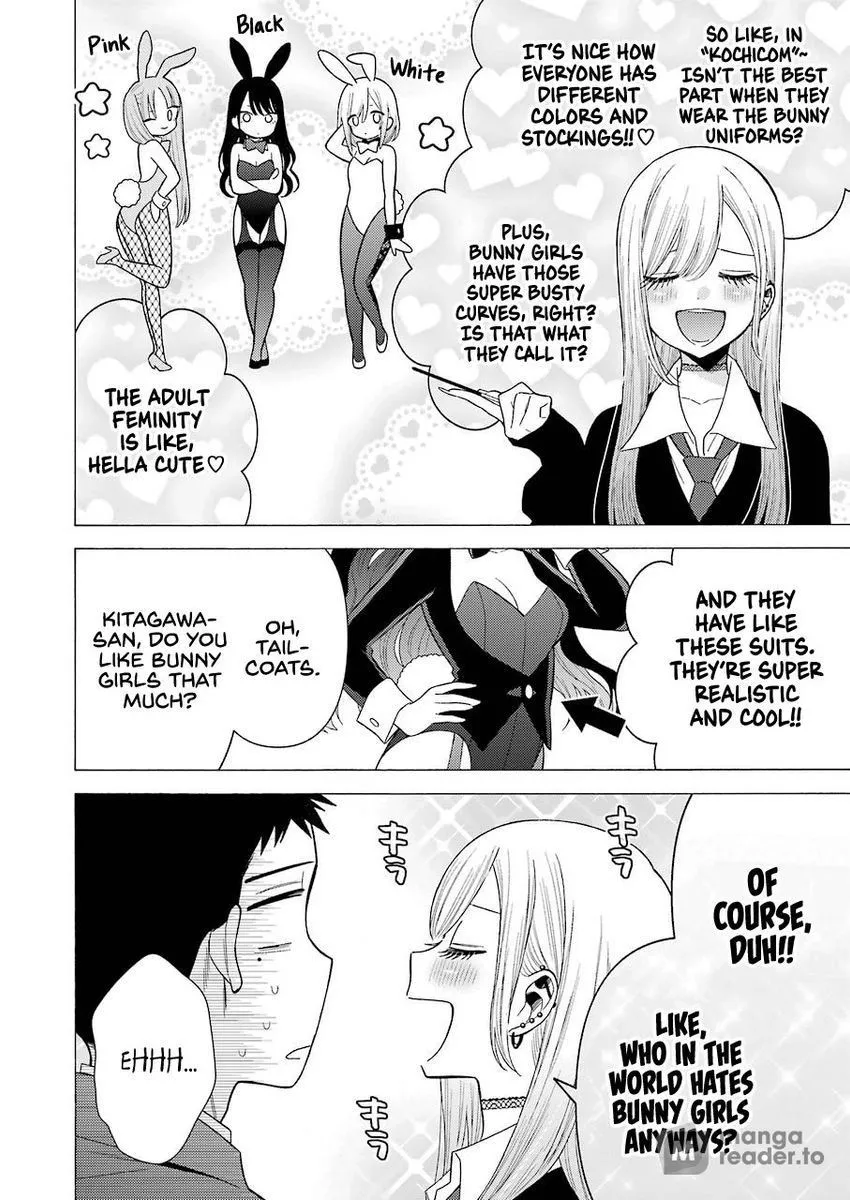 SO LIKE, IN
"KOCHICOM"~
ISN'T THE BEST
PART WHEN THEY
WEAR THE BUNNY
UNIFORMS?
IT'S NICE HOW
EVERYONE HAS
DIFFERENT
COLORS AND
STOCKINGS!!♡
Pink
Black
White
PLUS,
BUNNY GIRLS
HAVE THOSE
SUPER BUSTY
CURVES, RIGHT?
IS THAT WHAT
THEY CALL IT?
THE ADULT
FEMINITY
IS LIKE,
HELLA CUTE♡
AND THEY
HAVE LIKE
THESE SUITS.
THEY'RE SUPER
REALISTIC
AND COOL!!
OH,
TAIL-
COATS.
KITAGAWA-
SAN, DO YOU
LIKE BUNNY
GIRLS THAT
MUCH?
OF
COURSE,
DUH!!
キラ
キラ
LIKE,
WHO IN THE
WORLD HATES
BUNNY GIRLS
ANYWAYS?
EHHH...
M manga
reader.to